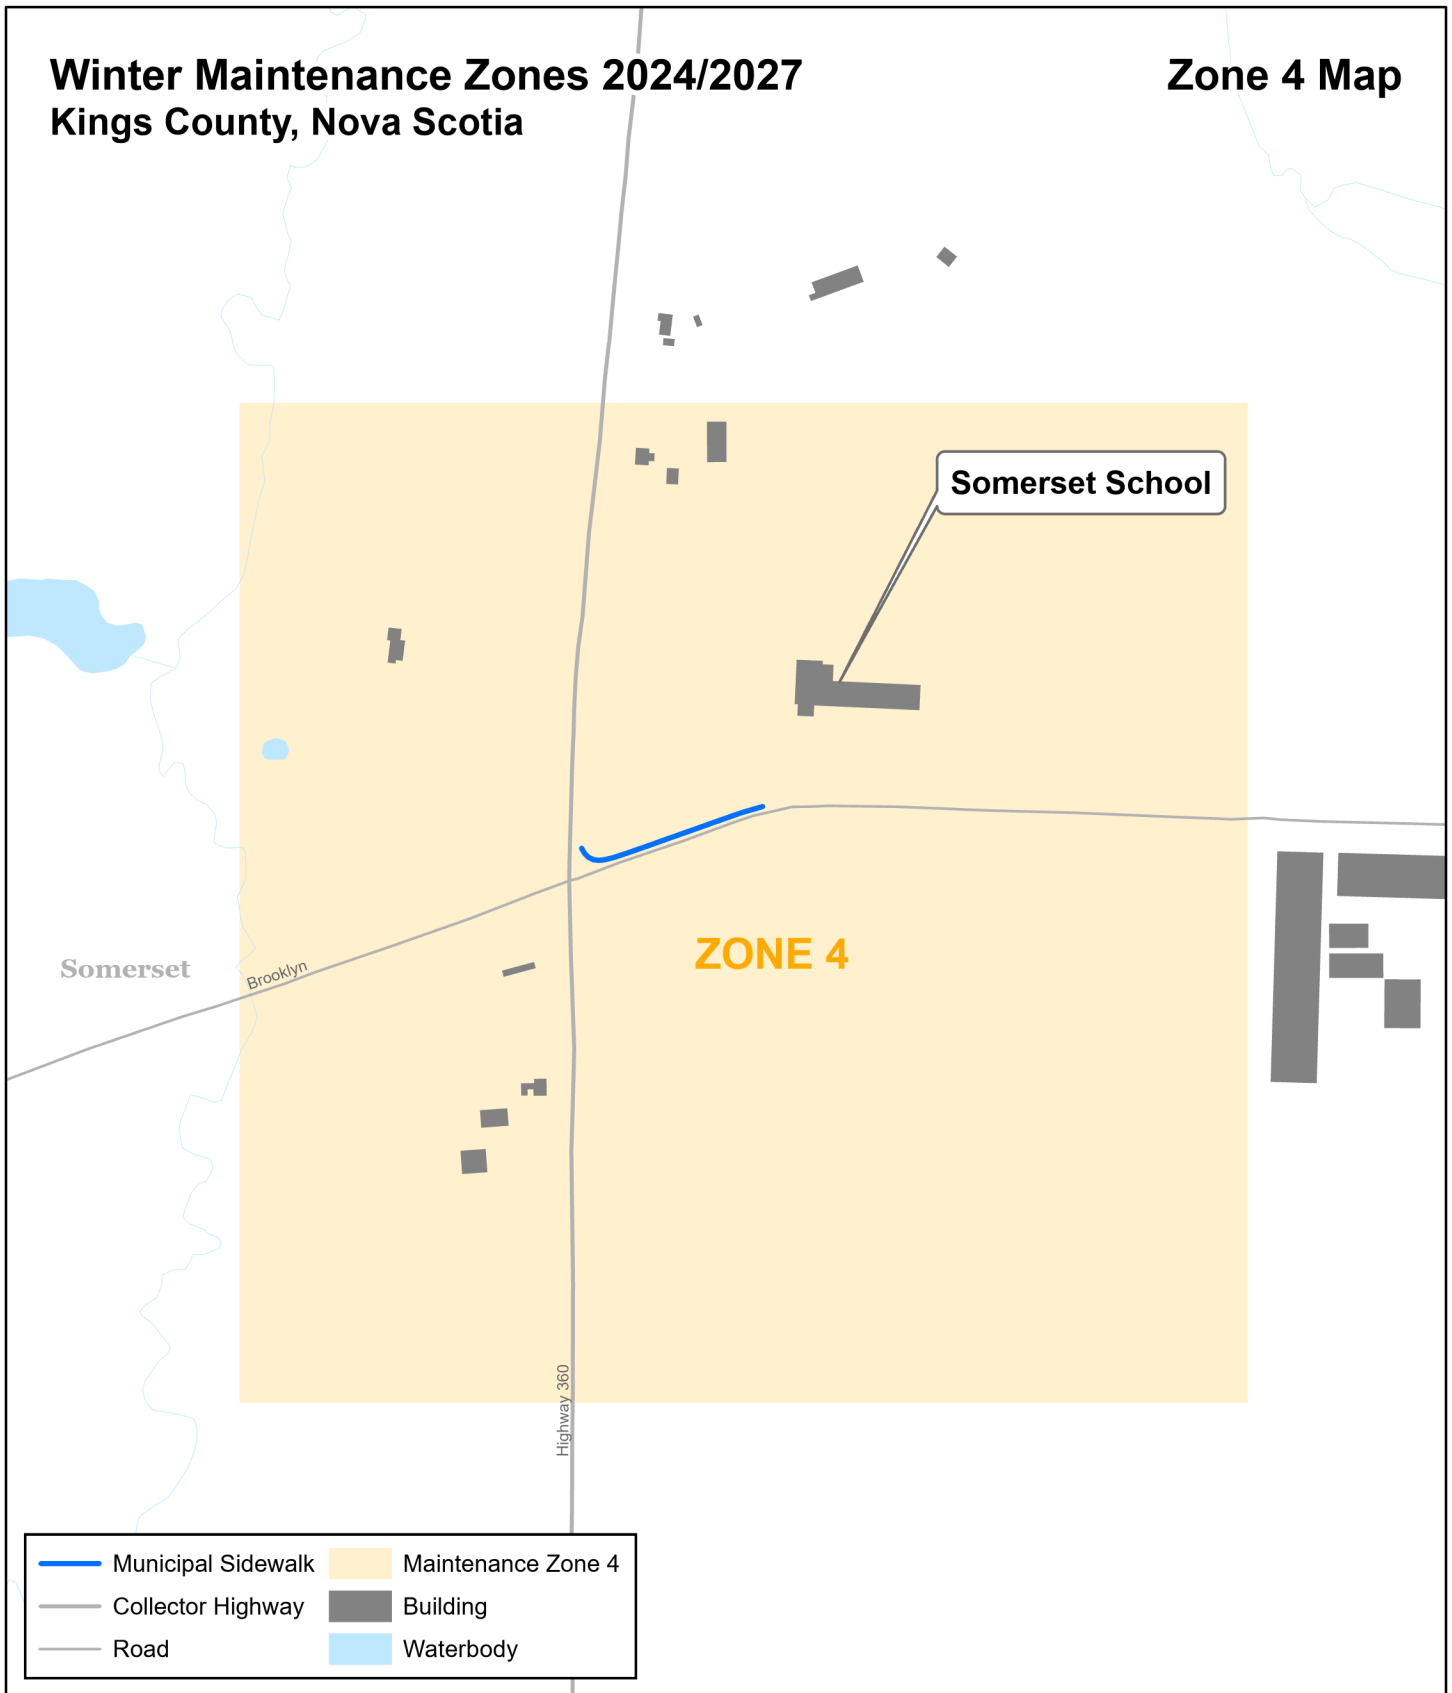 Winter Maintenance Zones 2024/2027
Kings County, Nova Scotia
Zone 4 Map
Somerset School
ZONE 4
Somerset
Brooklyn
Highway 360
Municipal Sidewalk
Collector Highway
Road
Maintenance Zone 4
Building
Waterbody